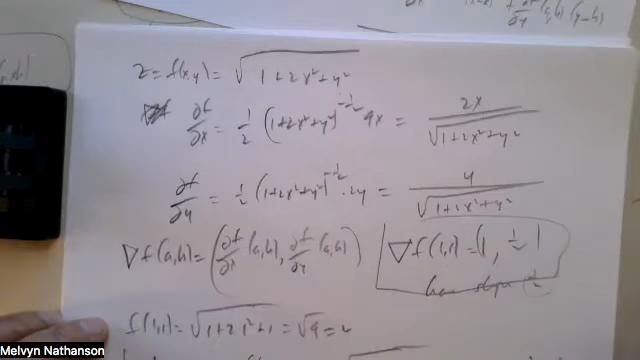 ∂f/∂y (a,b) (y-b)
z = f(x,y) = √(1+2x²+y²)
∂f/∂x = 1/2 (1+2x²+y²)^(-1/2) 4x = 2x/√(1+2x²+y²)
∂f/∂y = 1/2 (1+2x²+y²)^(-1/2) · 2y = y/√(1+2x²+y²)
∇f(a,b) = (∂f/∂x (a,b), ∂f/∂y (a,b))
∇f(1,1) = (1, 1/2)
f(1,1) = √(1+2·1²+1) = √4 = 2
Melvyn Nathanson